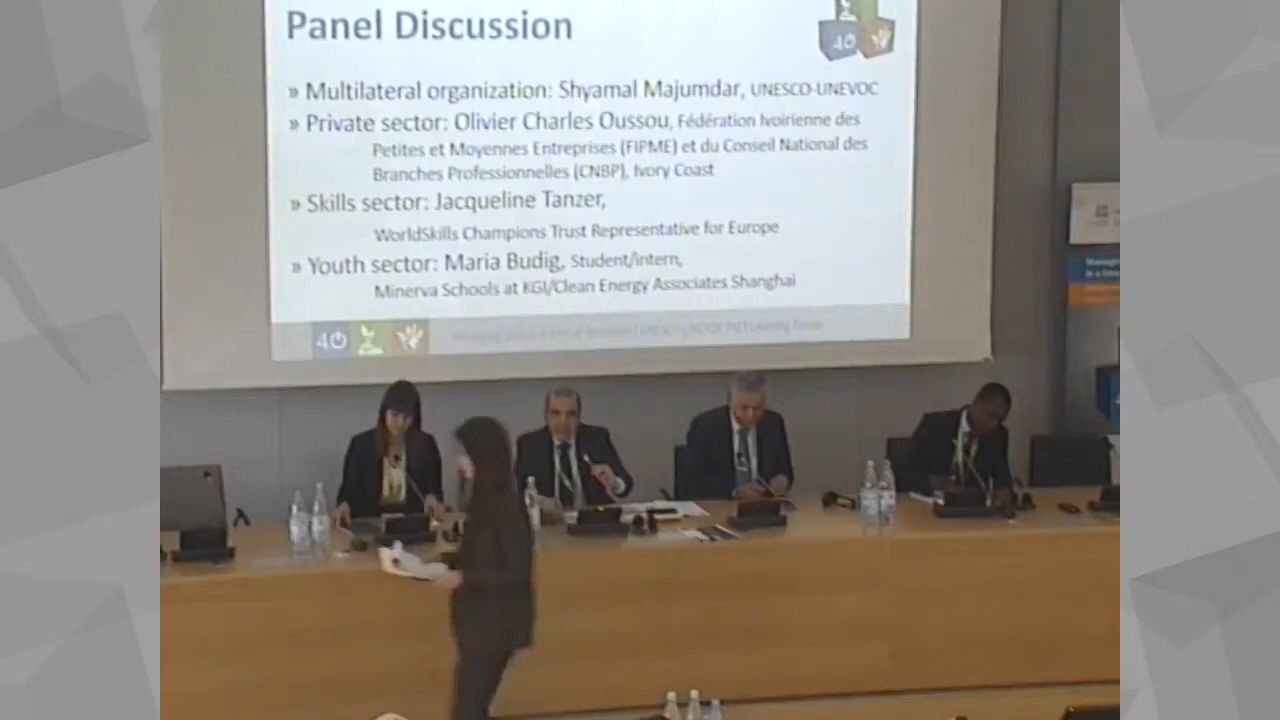 Panel Discussion
40
» Multilateral organization: Shyamal Majumdar, UNESCO-UNEVOC
» Private sector: Olivier Charles Oussou, Fédération Ivoirienne des
Petites et Moyennes Entreprises (FIPME) et du Conseil National des
Branches Professionnelles (CNBP), Ivory Coast
» Skills sector: Jacqueline Tanzer,
WorldSkills Champions Trust Representative for Europe
» Youth sector: Maria Budig, Student/intern,
Minerva Schools at KGI/Clean Energy Associates Shanghai
40